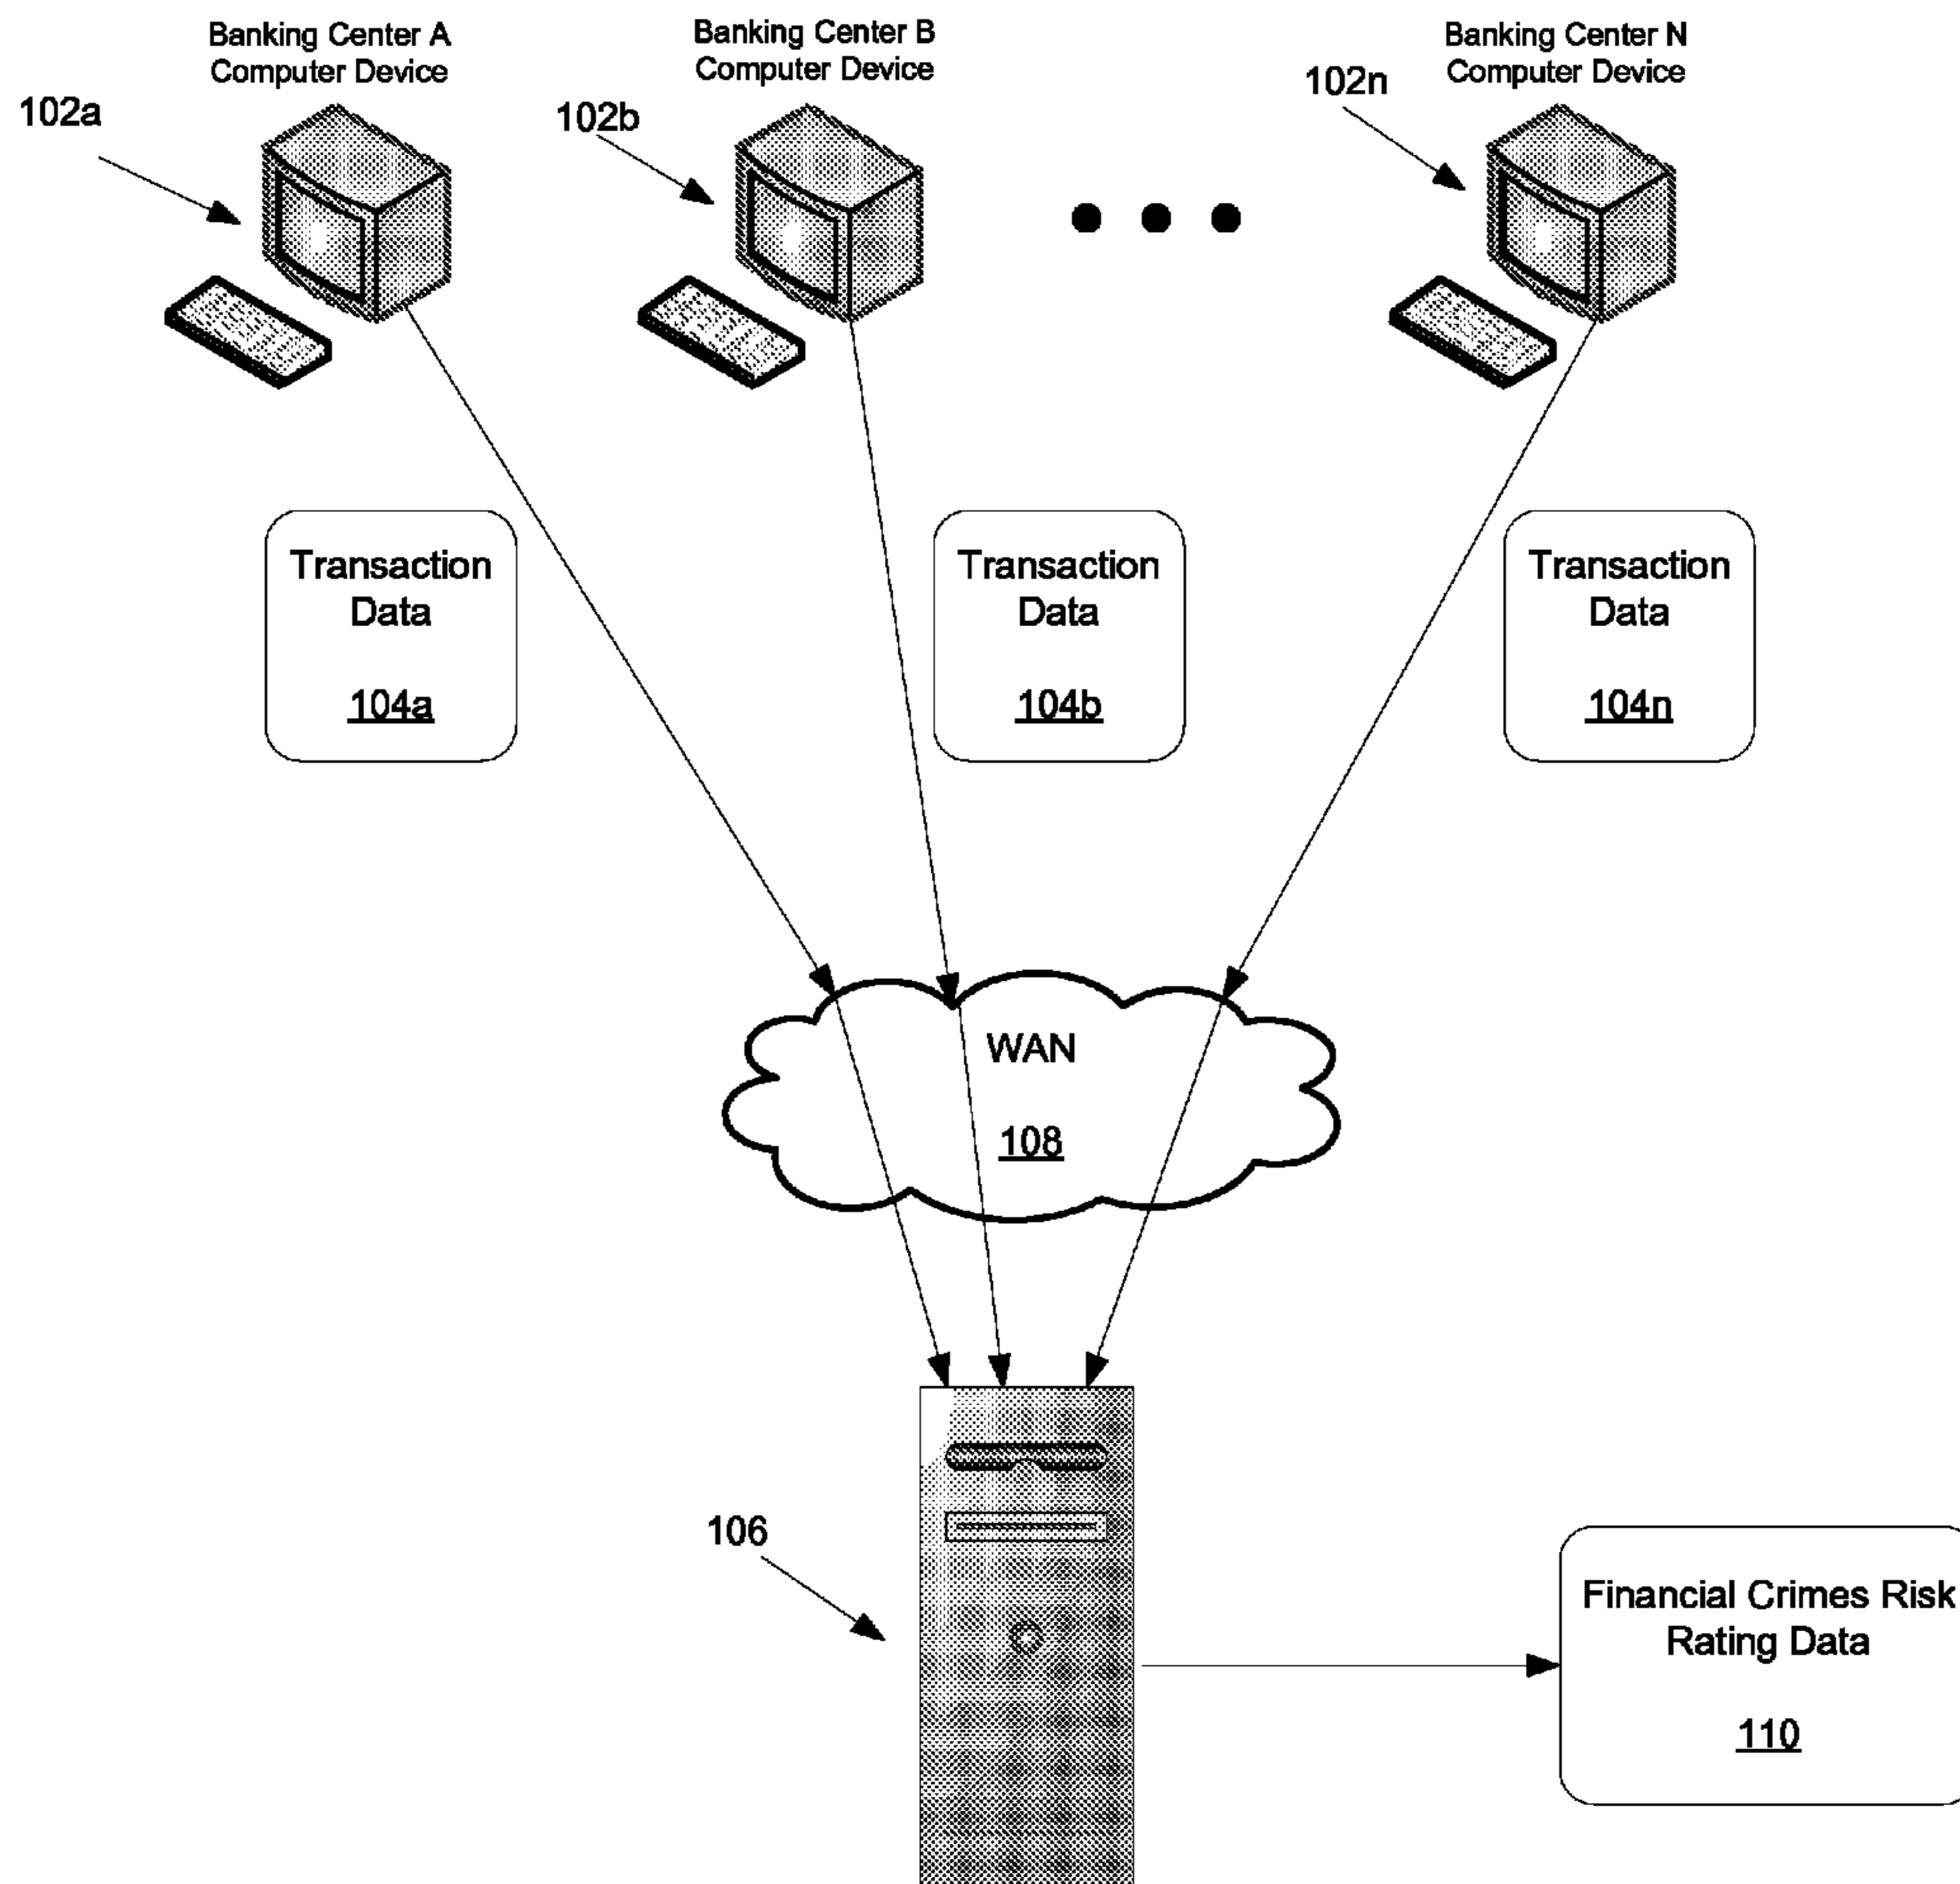 Banking Center A
Computer Device
Banking Center B
Computer Device
Banking Center N
Computer Device
102a
102b
102n
Transaction
Data
104a
Transaction
Data
104b
Transaction
Data
104n
WAN
108
106
Financial Crimes Risk
Rating Data
110